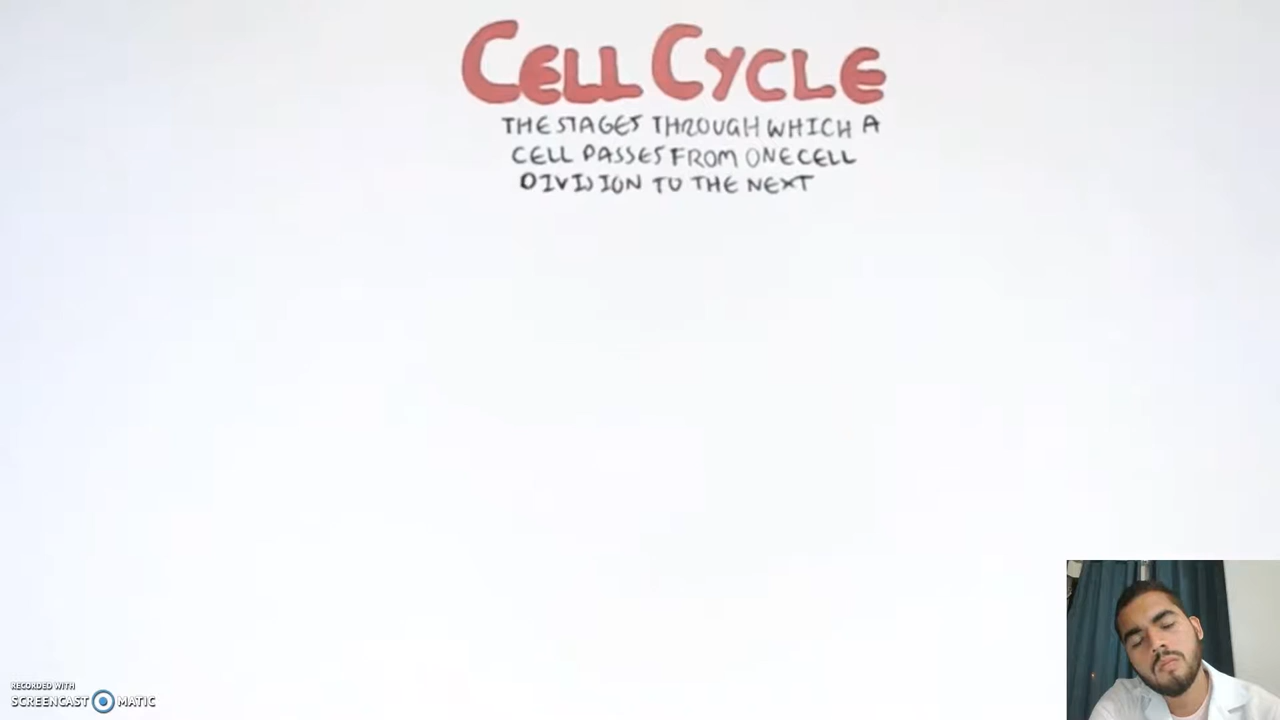 CELL CYCLE
THE STAGES THROUGH WHICH A
CELL PASSES FROM ONE CELL
DIVISION TO THE NEXT
RECORDED WITH
SCREENCAST MATIC